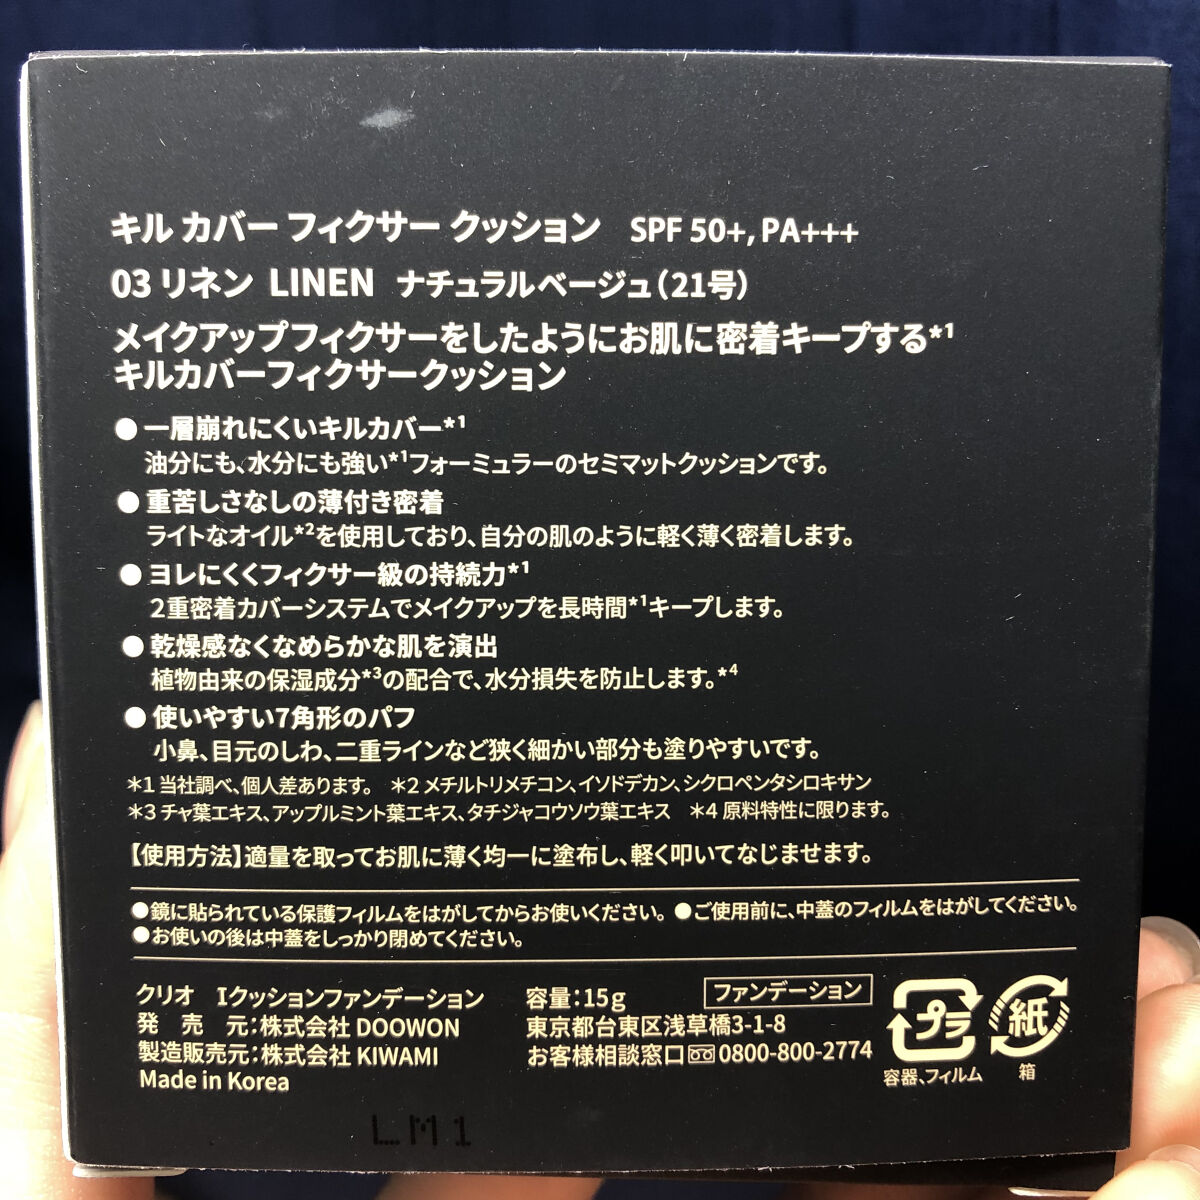 キル カバー フィクサー クッション SPF 50+, PA+++
03 リネン LINEN ナチュラルベージュ(21号)
メイクアップフィクサーをしたようにお肌に密着キープする*1
キルカバーフィクサークッション
●一層崩れにくいキルカバー*1
油分にも、水分にも強い*1フォーミュラーのセミマットクッションです。
●重苦しさなしの薄付き密着
ライトなオイル*2を使用しており、自分の肌のように軽く薄く密着します。
●ヨレにくくフィクサー級の持続力*1
2重密着カバーシステムでメイクアップを長時間*1キープします。
●乾燥感なくなめらかな肌を演出
植物由来の保湿成分*3の配合で、水分損失を防止します。*4
●使いやすい7角形のパフ
小鼻、目元のしわ、二重ラインなど狭く細かい部分も塗りやすいです。
*1 当社調べ、個人差あります。 *2 メチルトリメチコン、イソドデカン、シクロペンタシロキサン
*3 チャ葉エキス、アップルミント葉エキス、タチジャコウソウ葉エキス *4 原料特性に限ります。
【使用方法】適量を取ってお肌に薄く均一に塗布し、軽く叩いてなじませます。
●鏡に貼られている保護フィルムをはがしてからお使いください。 ●ご使用前に、中蓋のフィルムをはがしてください。
●お使いの後は中蓋をしっかり閉めてください。
クリオ Iクッションファンデーション
発 売 元:株式会社 DOOWON
製造販売元:株式会社 KIWAMI
Made in Korea
容量:15g
ファンデーション
東京都台東区浅草橋3-1-8
お客様相談窓口 0800-800-2774
プラ
容器、フィルム
紙
箱
LM1